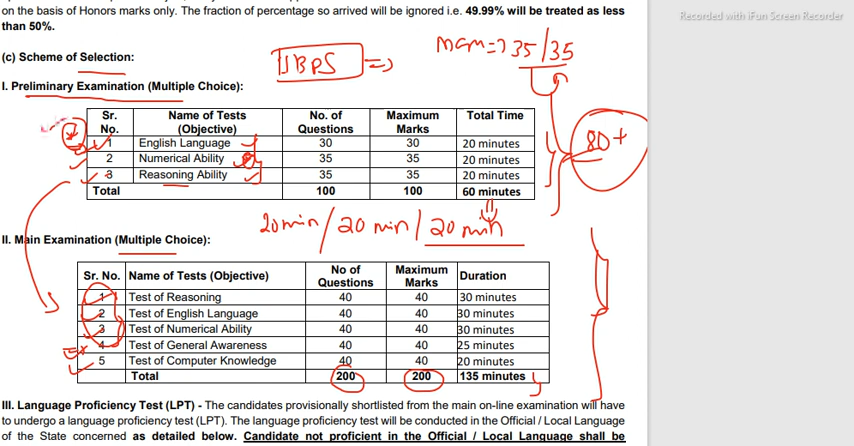 on the basis of Honors marks only. The fraction of percentage so arrived will be ignored i.e. 49.99% will be treated as less
than 50%.
Recorded with iFun Screen Recorder
(c) Scheme of Selection:
IBPS =>
mam=> 35/35
I. Preliminary Examination (Multiple Choice):
Sr. No. Name of Tests (Objective) No. of Questions Maximum Marks Total Time
1 English Language 30 30 20 minutes
2 Numerical Ability 35 35 20 minutes
3 Reasoning Ability 35 35 20 minutes
Total 100 100 60 minutes
80+
20 min / 20 min / 20 min
II. Main Examination (Multiple Choice):
Sr. No. Name of Tests (Objective) No of Questions Maximum Marks Duration
1 Test of Reasoning 40 40 30 minutes
2 Test of English Language 40 40 30 minutes
3 Test of Numerical Ability 40 40 30 minutes
4 Test of General Awareness 40 40 25 minutes
5 Test of Computer Knowledge 40 40 20 minutes
Total 200 200 135 minutes
III. Language Proficiency Test (LPT) - The candidates provisionally shortlisted from the main on-line examination will have
to undergo a language proficiency test (LPT). The language proficiency test will be conducted in the Official / Local Language
of the State concerned as detailed below. Candidate not proficient in the Official / Local Language shall be